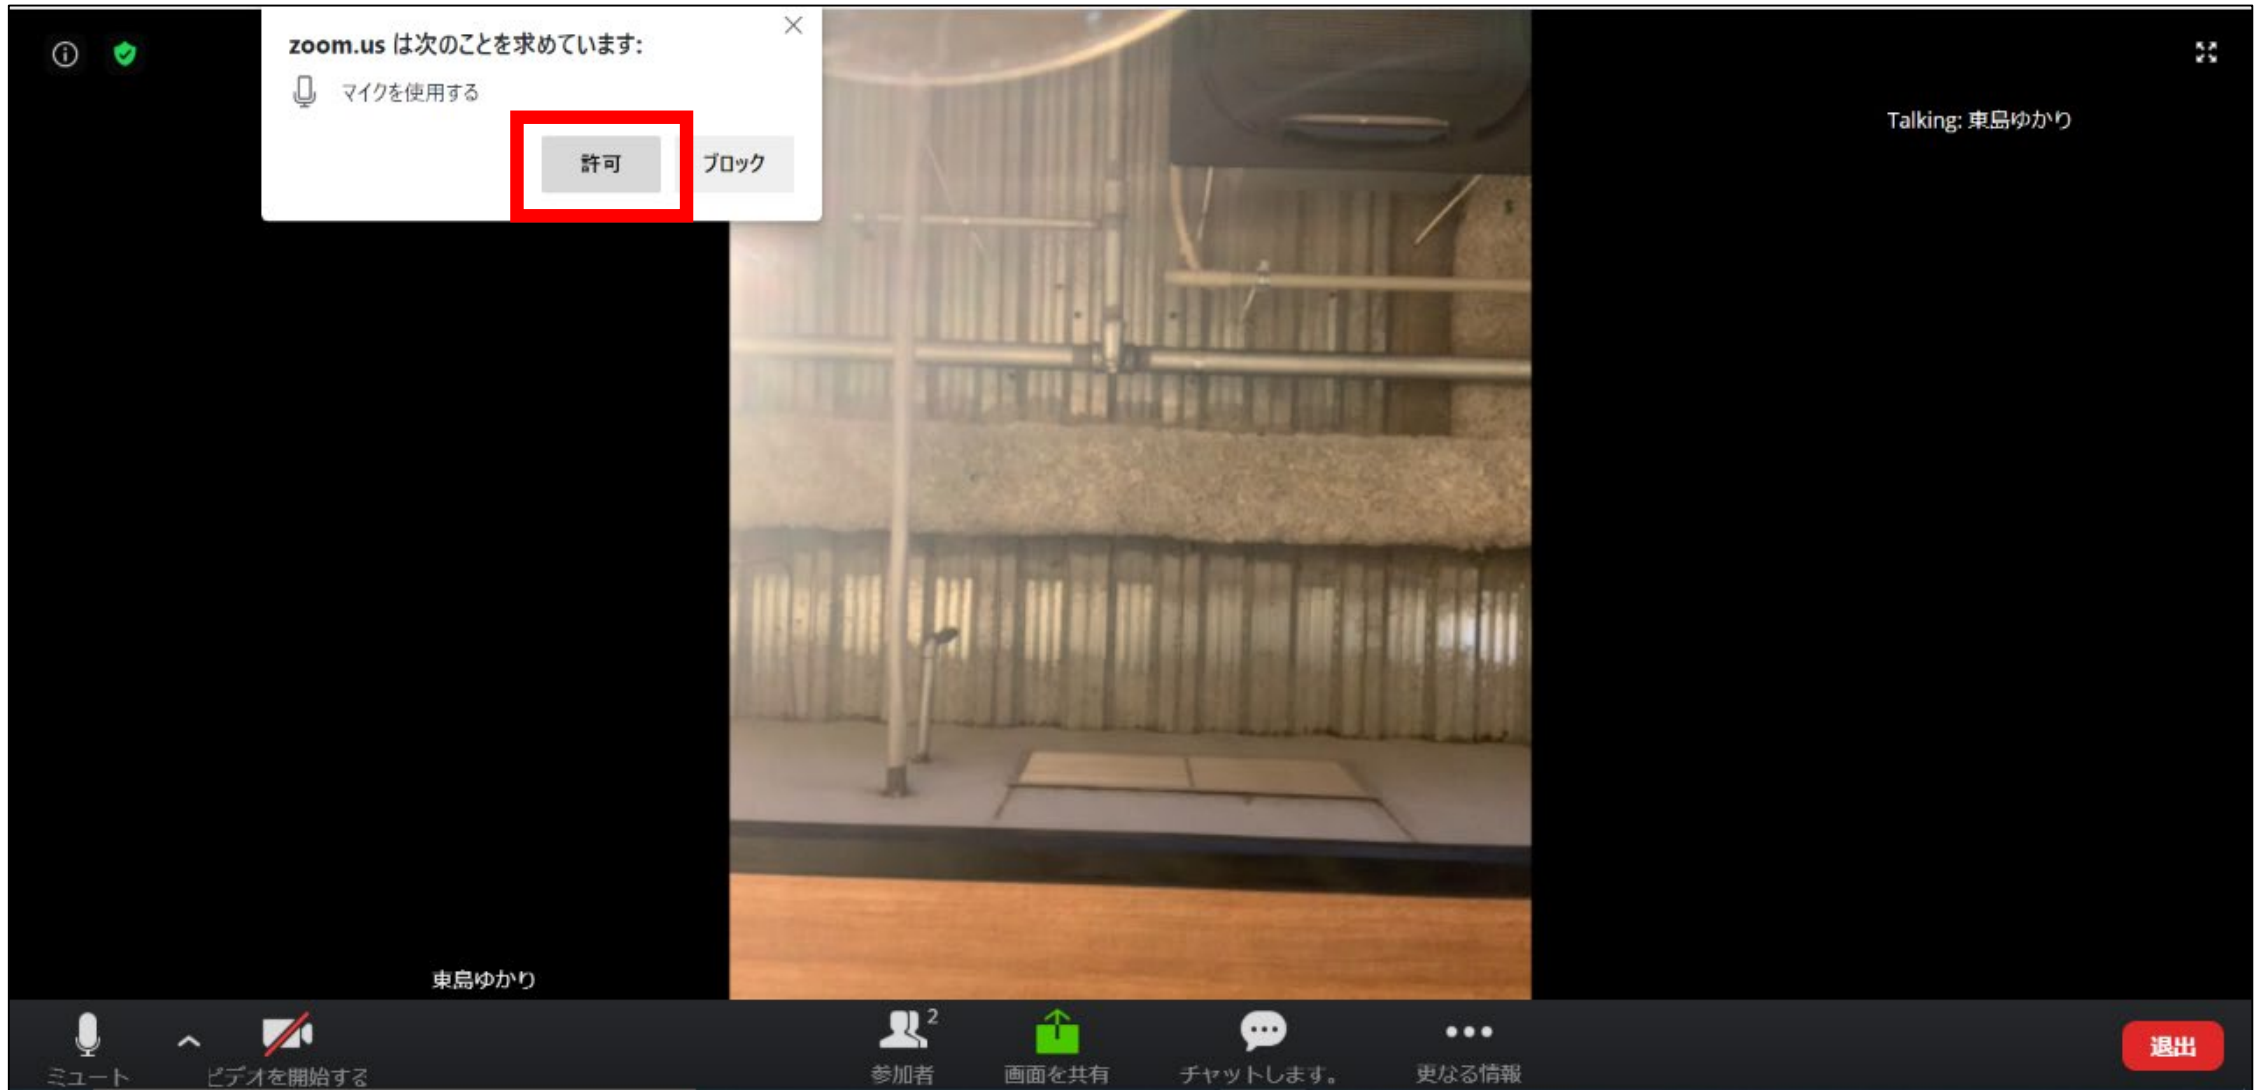 zoom.us は次のことを求めています:
マイクを使用する
許可
ブロック
Talking: 東島ゆかり
東島ゆかり
ミュート
ビデオを開始する
2
参加者
画面を共有
チャットします。
更なる情報
退出